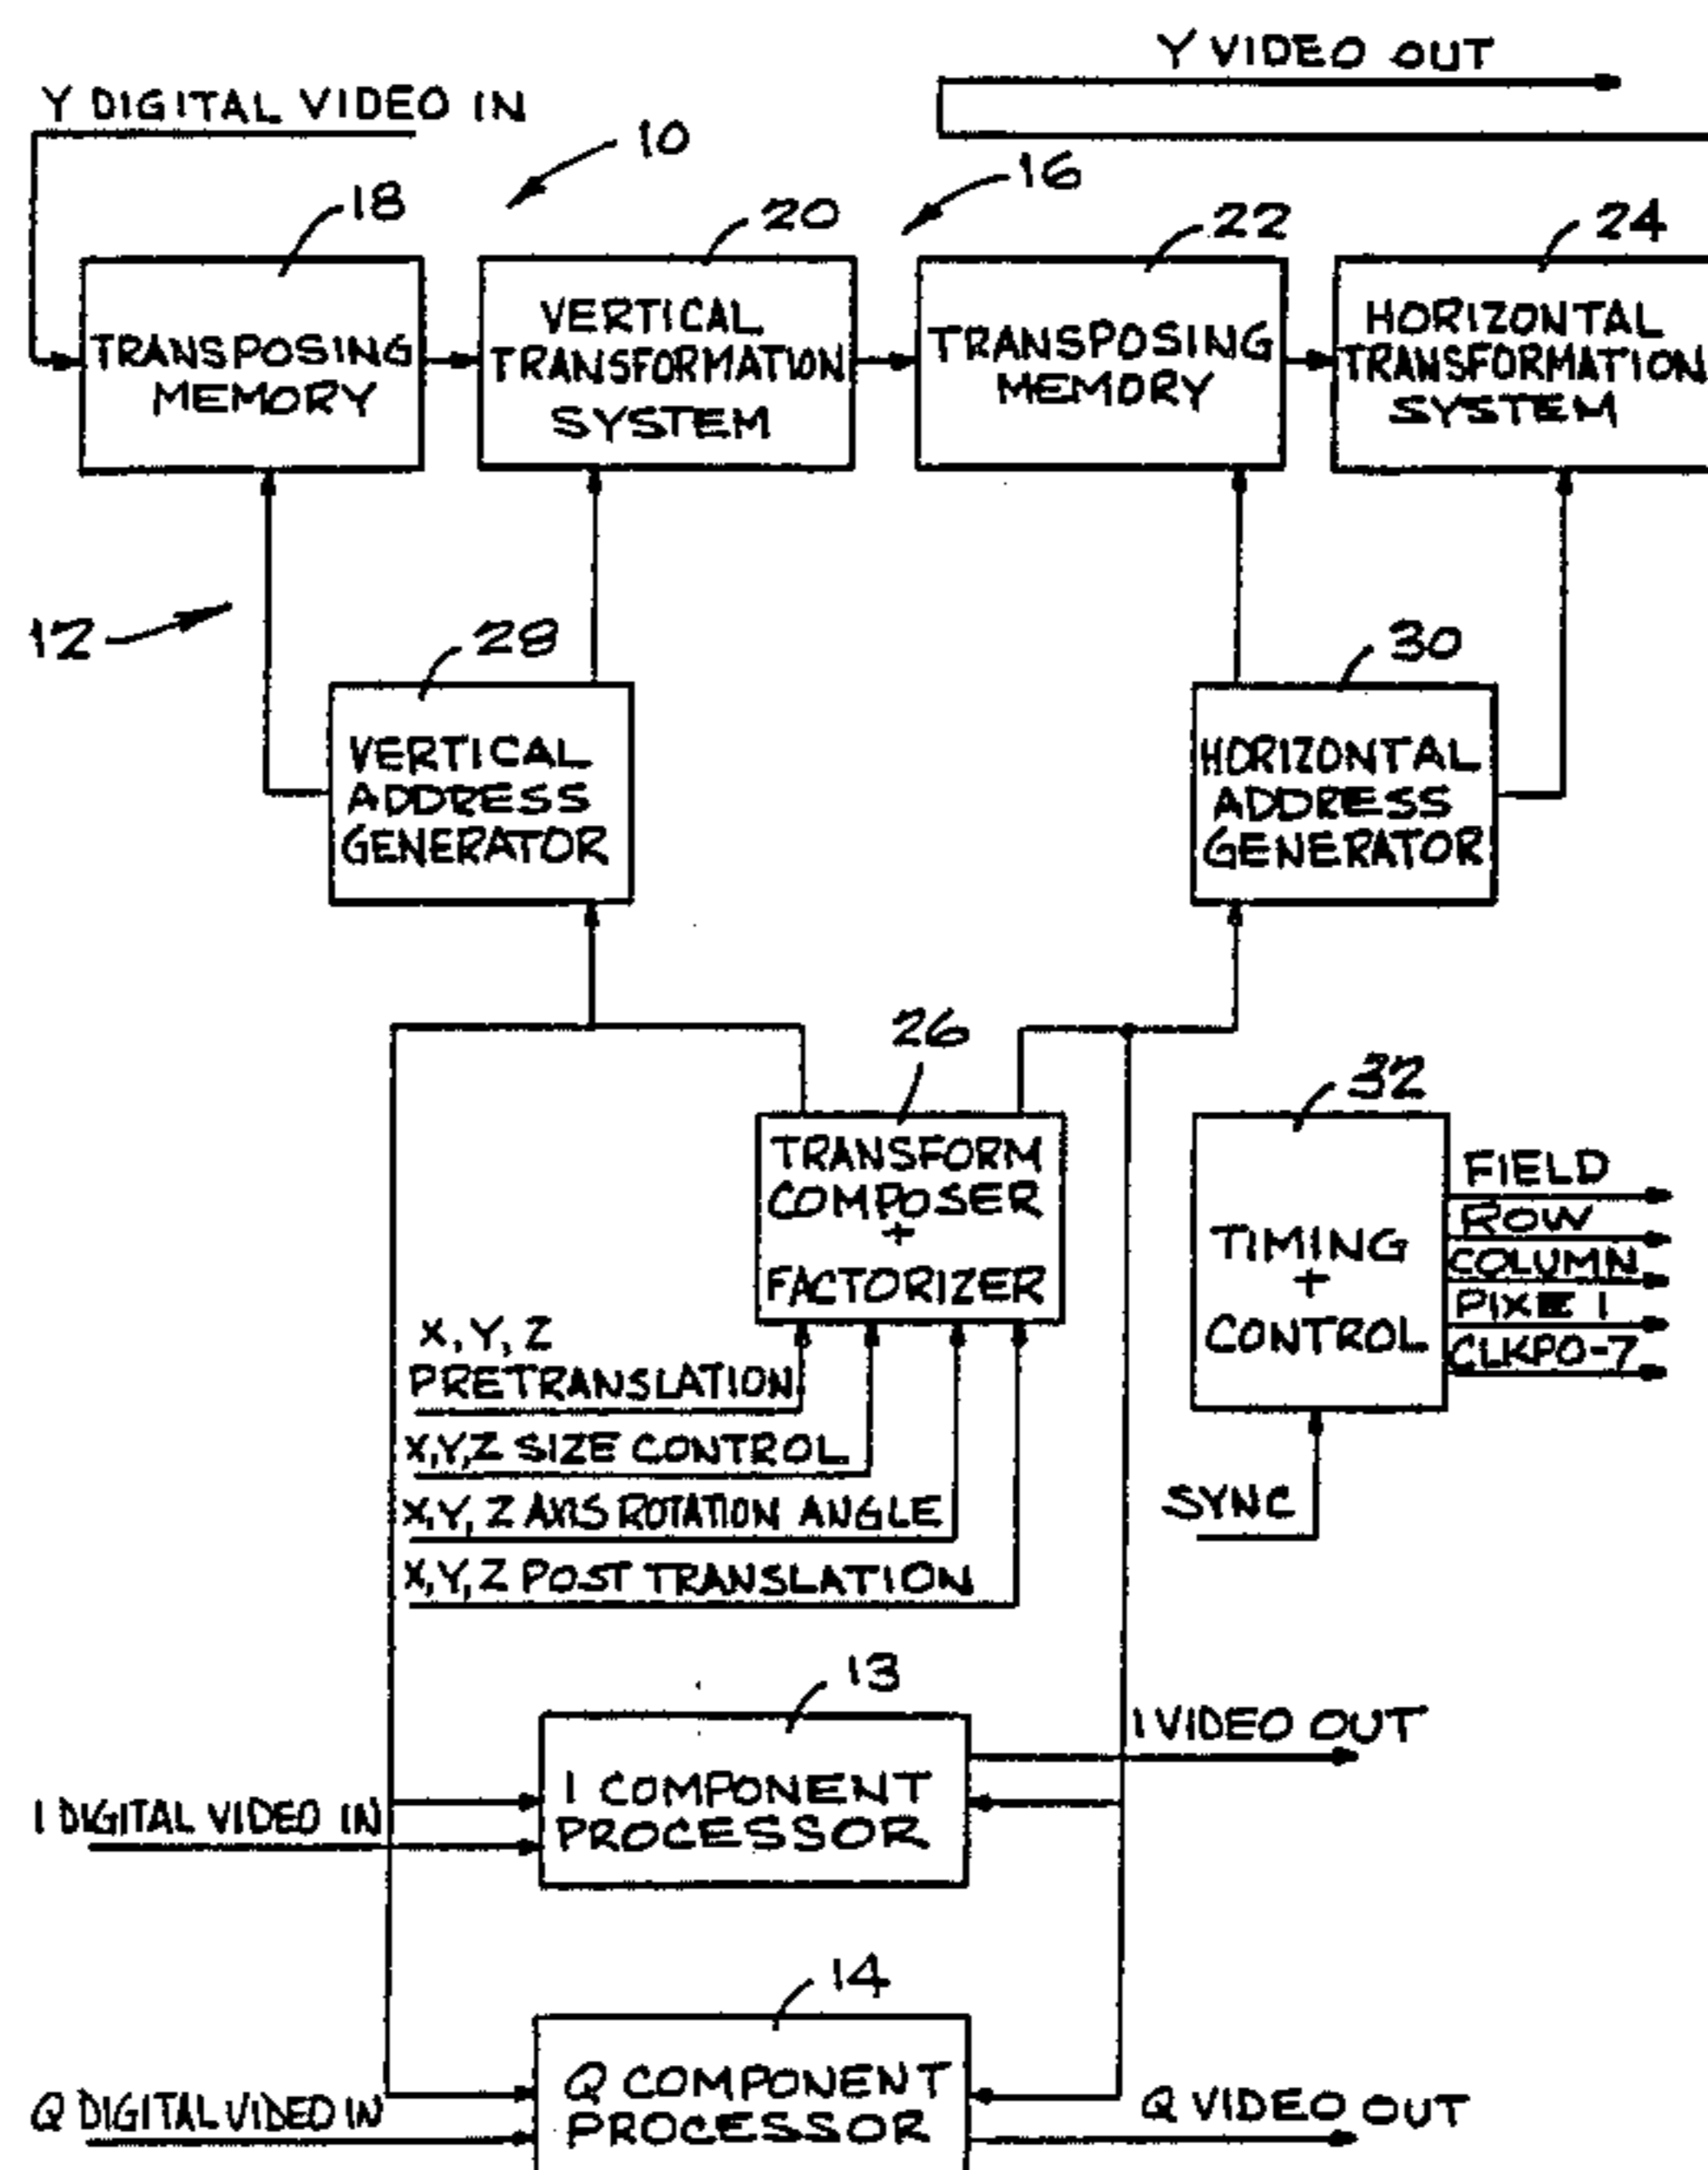 Y VIDEO OUT
Y DIGITAL VIDEO IN
10
16
18
20
22
24
TRANSPOSING
MEMORY
VERTICAL
TRANSFORMATION
SYSTEM
TRANSPOSING
MEMORY
HORIZONTAL
TRANSFORMATION
SYSTEM
12
28
30
VERTICAL
ADDRESS
GENERATOR
HORIZONTAL
ADDRESS
GENERATOR
26
32
TRANSFORM
COMPOSER
+
FACTORIZER
TIMING
+
CONTROL
FIELD
ROW
COLUMN
PIXE 1
CLKPO-7
X, Y, Z
PRETRANSLATION
X,Y,Z SIZE CONTROL
X,Y, Z AXIS ROTATION ANGLE
X,Y,Z POST TRANSLATION
SYNC
13
I VIDEO OUT
I COMPONENT
PROCESSOR
I DIGITAL VIDEO IN
14
Q COMPONENT
PROCESSOR
Q DIGITAL VIDEO IN
Q VIDEO OUT